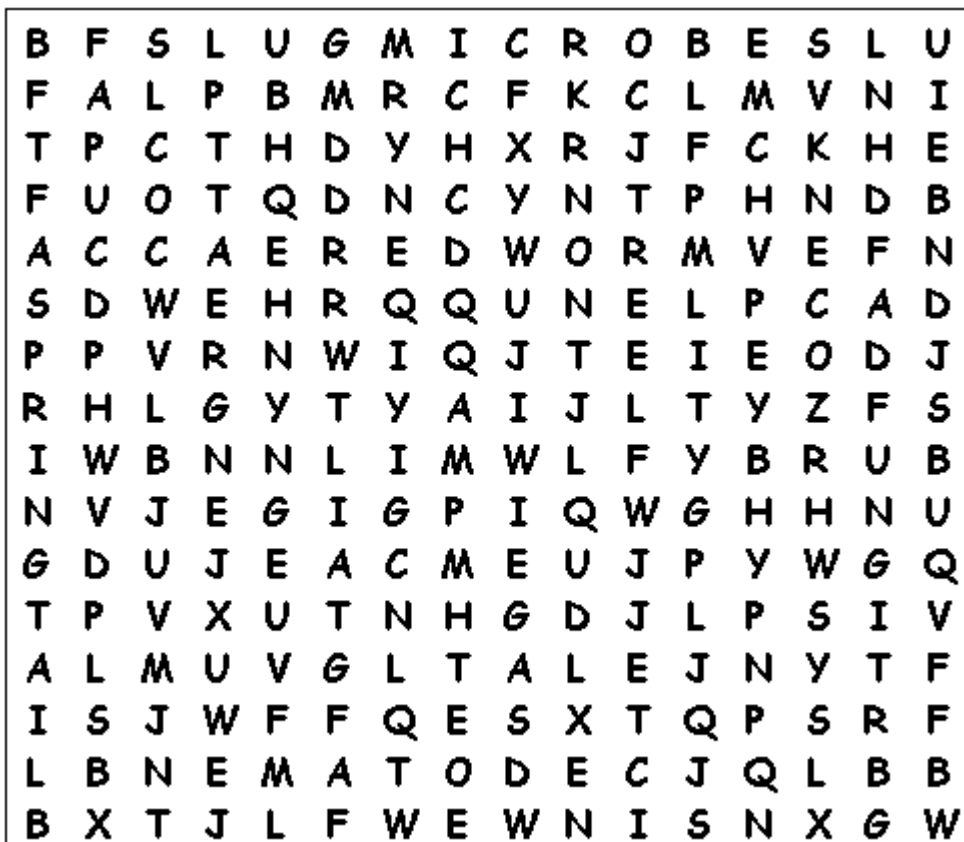 B F S L U G M I C R O B E S L U
F A L P B M R C F K C L M V N I
T P C T H D Y H X R J F C K H E
F U O T Q D N C Y N T P H N D B
A C C A E R E D W O R M V E F N
S D W E H R Q Q U N E L P C A D
P P V R N W I Q J T E I E O D J
R H L G Y T Y A I J L T Y Z F S
I W B N N L I M W L F Y B R U B
N V J E G I G P I Q W G H H N U
G D U J E A C M E U J P Y W G Q
T P V X U T N H G D J L P S I V
A L M U V G L T A L E J N Y T F
I S J W F F Q E S X T Q P S R F
L B N E M A T O D E C J Q L B B
B X T J L F W E W N I S N X G W